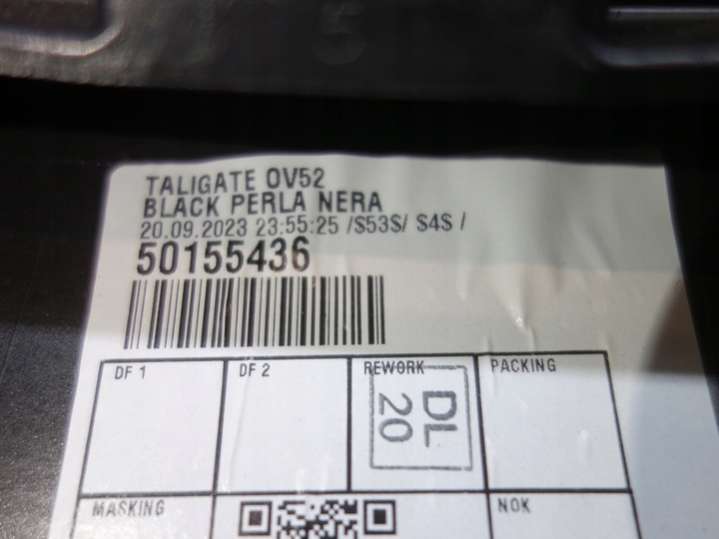 5
TALIGATE OV52
BLACK PERLA NERA
20.09.2023 23:55:25 /$53$/ $4$ /
50155436
DF 1
DF 2
REWORK
PACKING
DL
20
MASKING
NOK